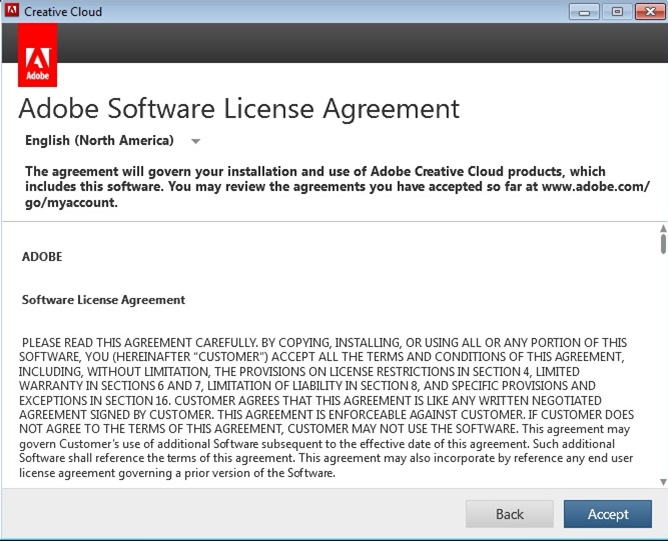 Creative Cloud
Adobe
Adobe Software License Agreement
English (North America)
The agreement will govern your installation and use of Adobe Creative Cloud products, which
includes this software. You may review the agreements you have accepted so far at www.adobe.com/
go/myaccount.
ADOBE
Software License Agreement
PLEASE READ THIS AGREEMENT CAREFULLY. BY COPYING, INSTALLING, OR USING ALL OR ANY PORTION OF THIS
SOFTWARE, YOU (HEREINAFTER “CUSTOMER”) ACCEPT ALL THE TERMS AND CONDITIONS OF THIS AGREEMENT,
INCLUDING, WITHOUT LIMITATION, THE PROVISIONS ON LICENSE RESTRICTIONS IN SECTION 4, LIMITED
WARRANTY IN SECTIONS 6 AND 7, LIMITATION OF LIABILITY IN SECTION 8, AND SPECIFIC PROVISIONS AND
EXCEPTIONS IN SECTION 16. CUSTOMER AGREES THAT THIS AGREEMENT IS LIKE ANY WRITTEN NEGOTIATED
AGREEMENT SIGNED BY CUSTOMER. THIS AGREEMENT IS ENFORCEABLE AGAINST CUSTOMER. IF CUSTOMER DOES
NOT AGREE TO THE TERMS OF THIS AGREEMENT, CUSTOMER MAY NOT USE THE SOFTWARE. This agreement may
govern Customer’s use of additional Software subsequent to the effective date of this agreement. Such additional
Software shall reference the terms of this agreement. This agreement may also incorporate by reference any end user
license agreement governing a prior version of the Software.
Back
Accept